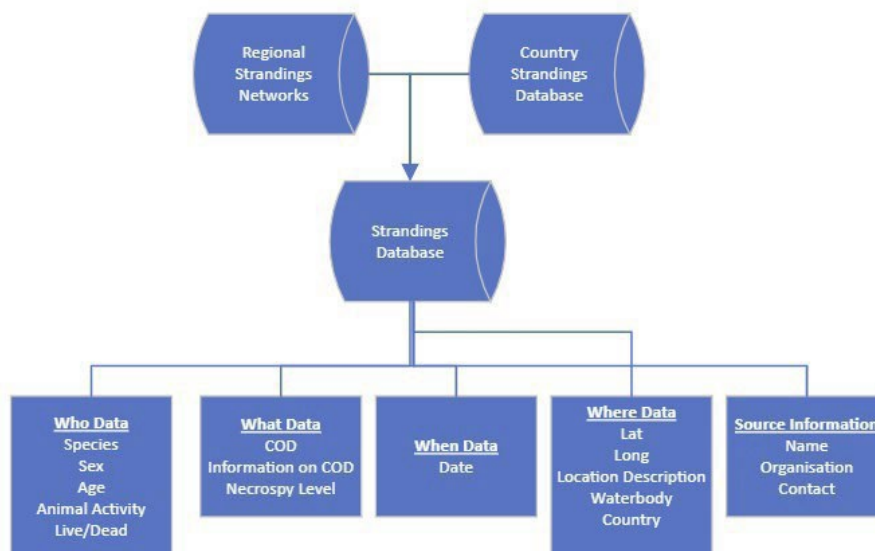 Regional
Strandings
Networks
Country
Strandings
Database
Strandings
Database
Who Data
Species
Sex
Age
Animal Activity
Live/Dead
What Data
COD
Information on COD
Necrospy Level
When Data
Date
Where Data
Lat
Long
Location Description
Waterbody
Country
Source Information
Name
Organisation
Contact